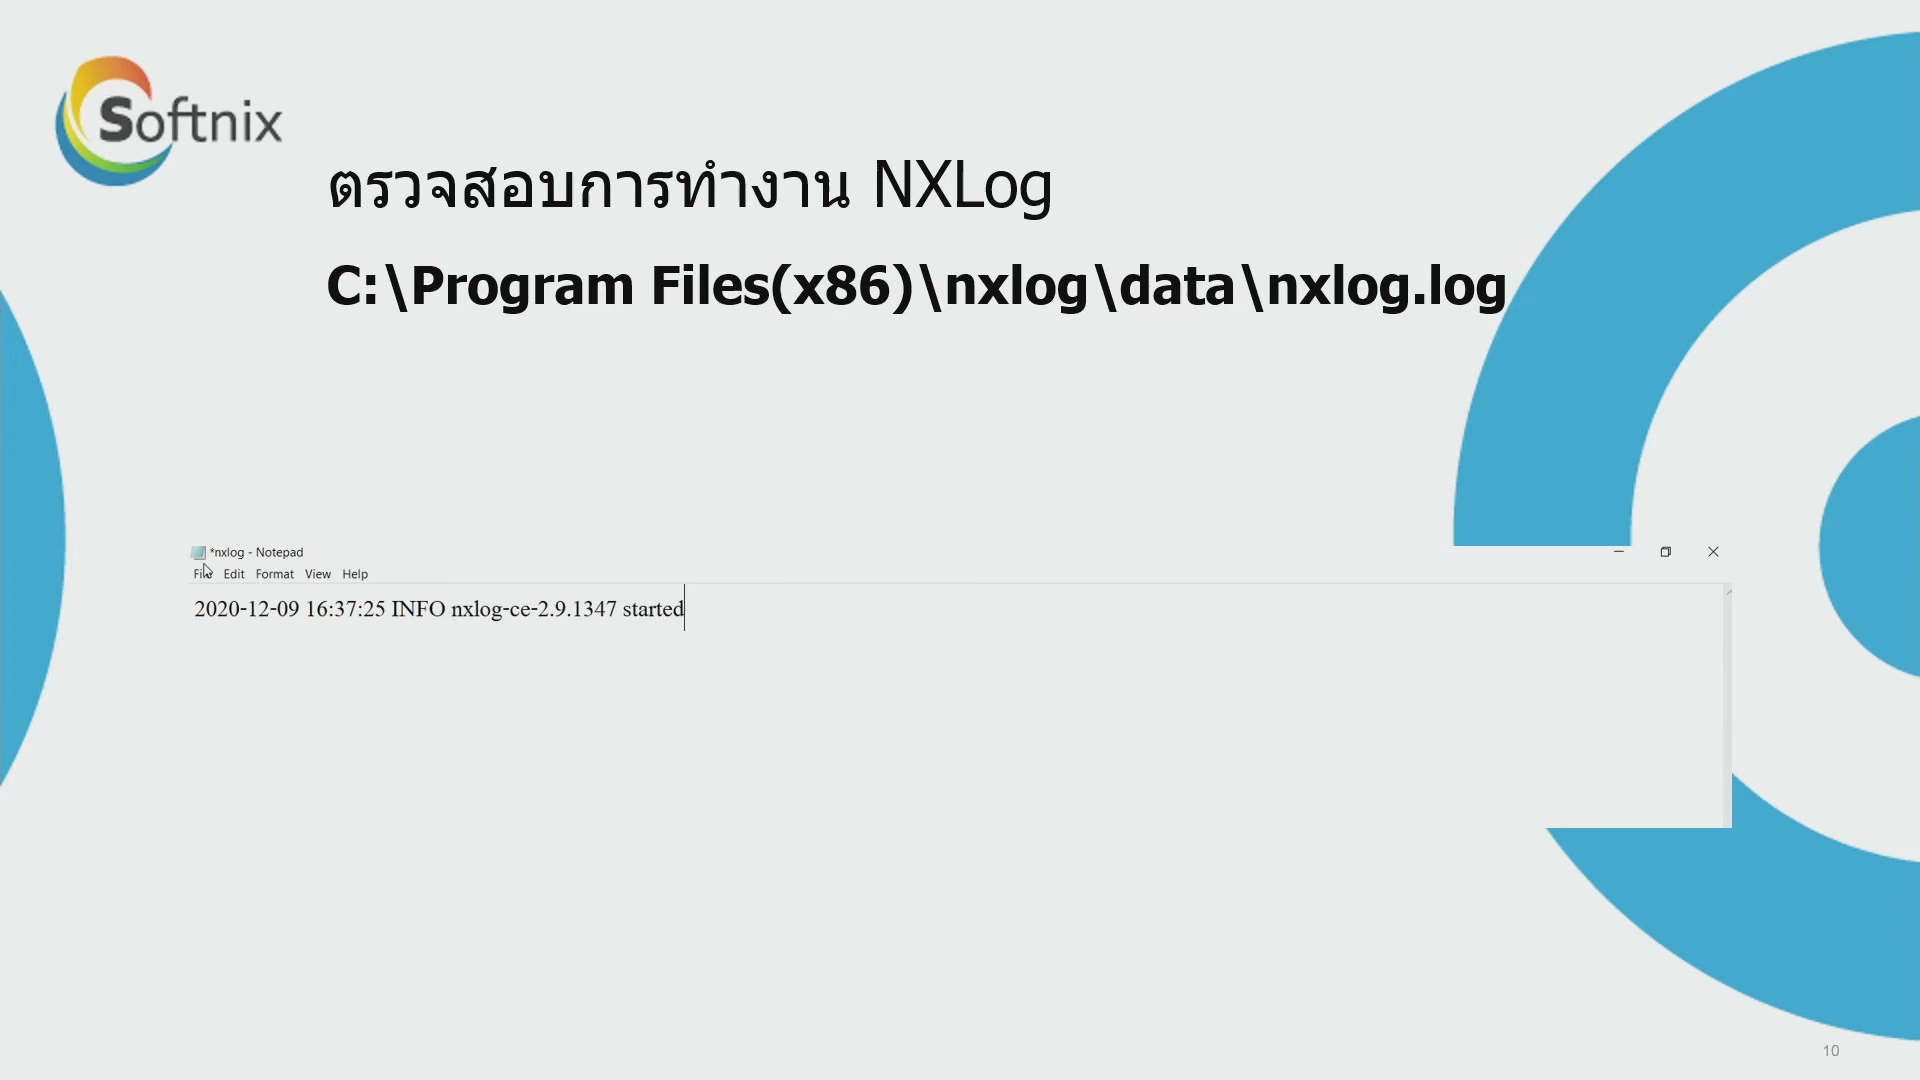 Softnix
ตรวจสอบการทำงาน NXLog
C:\Program Files(x86)\nxlog\data\nxlog.log
*nxlog - Notepad
File Edit Format View Help
2020-12-09 16:37:25 INFO nxlog-ce-2.9.1347 started
10